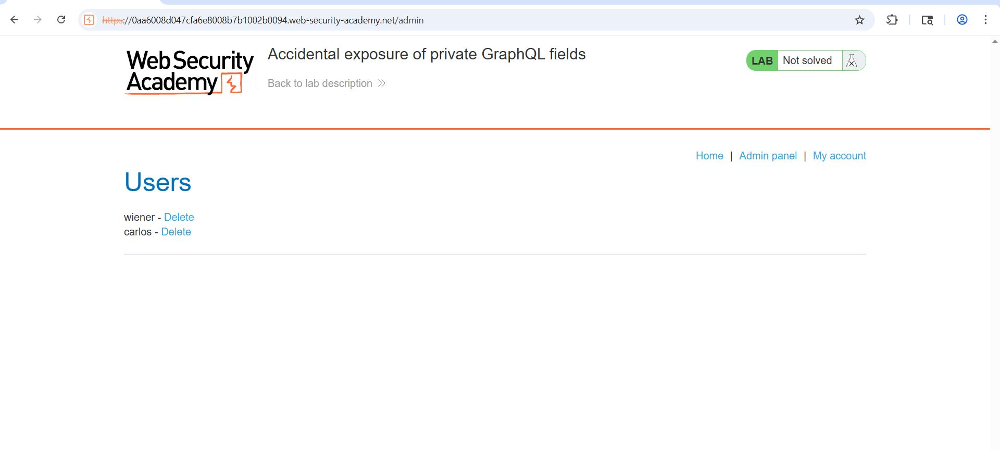 https://0aa6008d047cfa6e8008b7b1002b0094.web-security-academy.net/admin
Web Security
Academy
Accidental exposure of private GraphQL fields
Back to lab description
LAB Not solved
Home | Admin panel | My account
Users
wiener - Delete
carlos - Delete